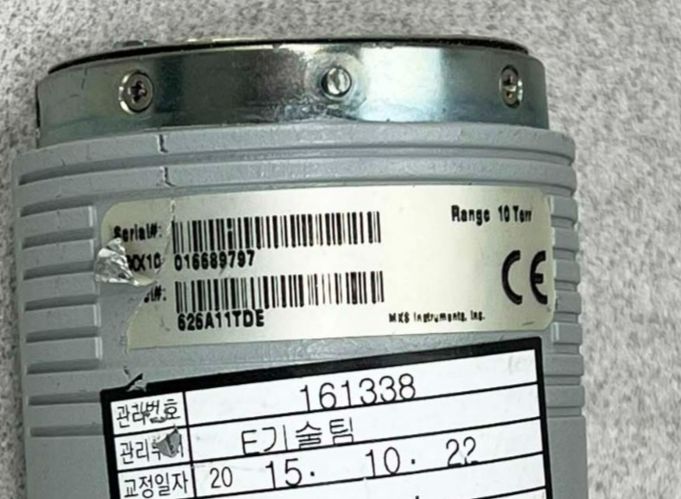 Serial#: Range 10 Torr
016689797
CE
626A11TDE MKS Instruments, Inc.
관리번호 161338
E기술팀
교정일자 20 15. 10. 22